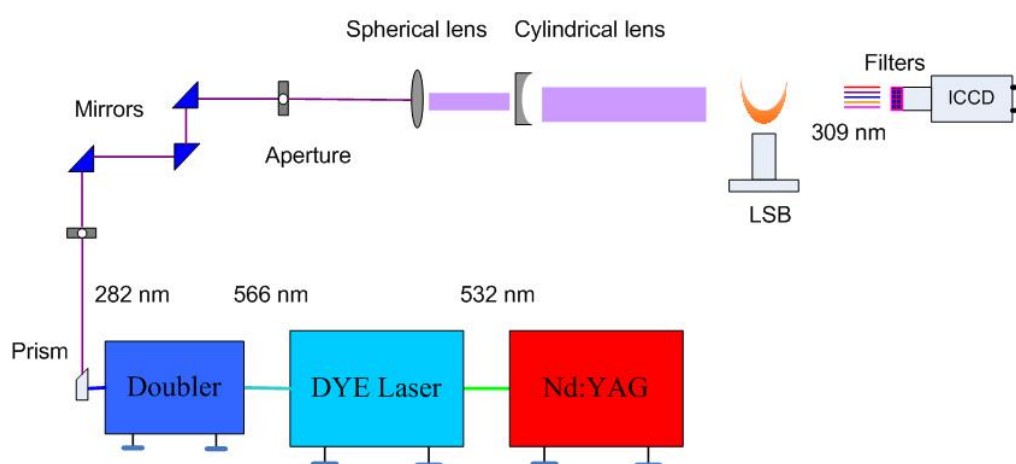 Spherical lens
Cylindrical lens
Filters
ICCD
Mirrors
Aperture
309 nm
LSB
282 nm
566 nm
532 nm
Prism
Doubler
DYE Laser
Nd:YAG